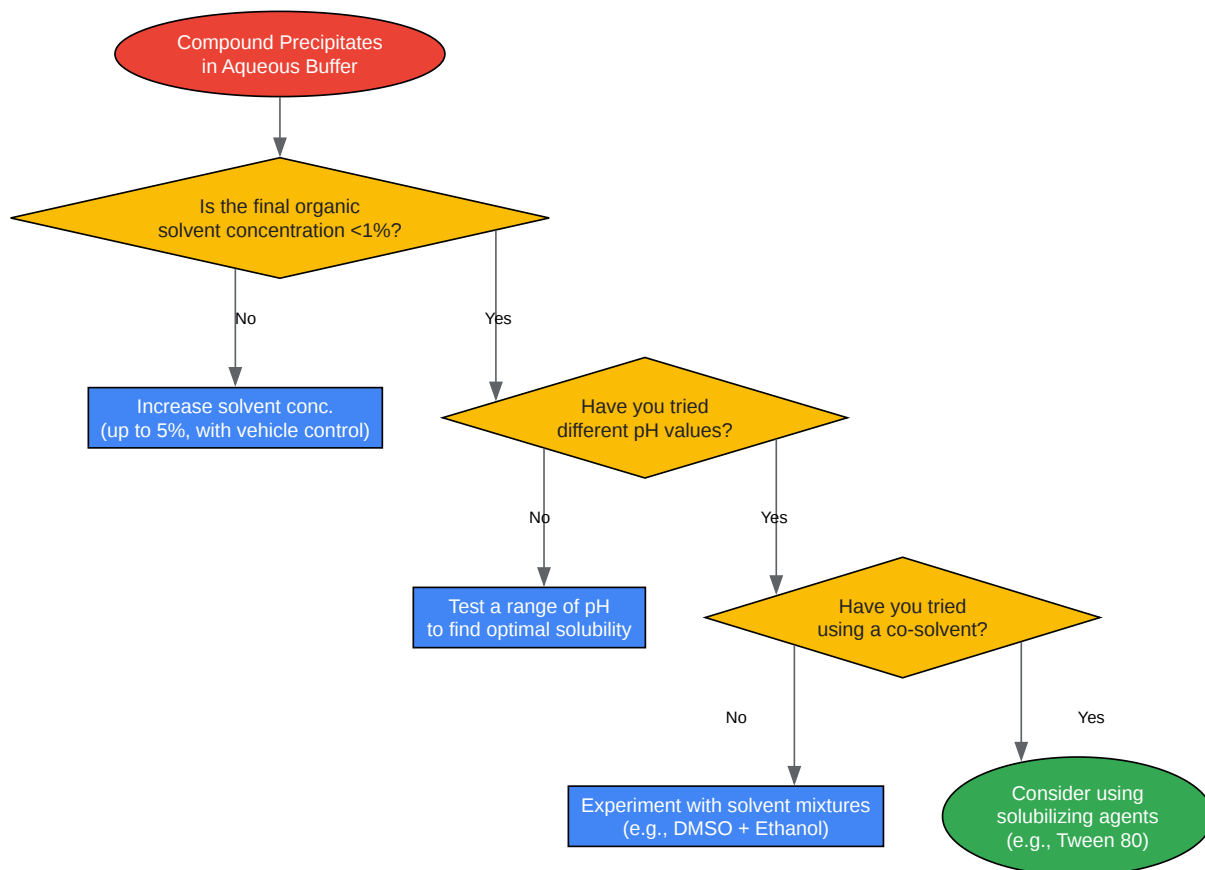 Compound Precipitates
in Aqueous Buffer
Is the final organic
solvent concentration <1%?
No
Yes
Increase solvent conc.
(up to 5%, with vehicle control)
Have you tried
different pH values?
No
Yes
Test a range of pH
to find optimal solubility
Have you tried
using a co-solvent?
No
Yes
Experiment with solvent mixtures
(e.g., DMSO + Ethanol)
Consider using
solubilizing agents
(e.g., Tween 80)